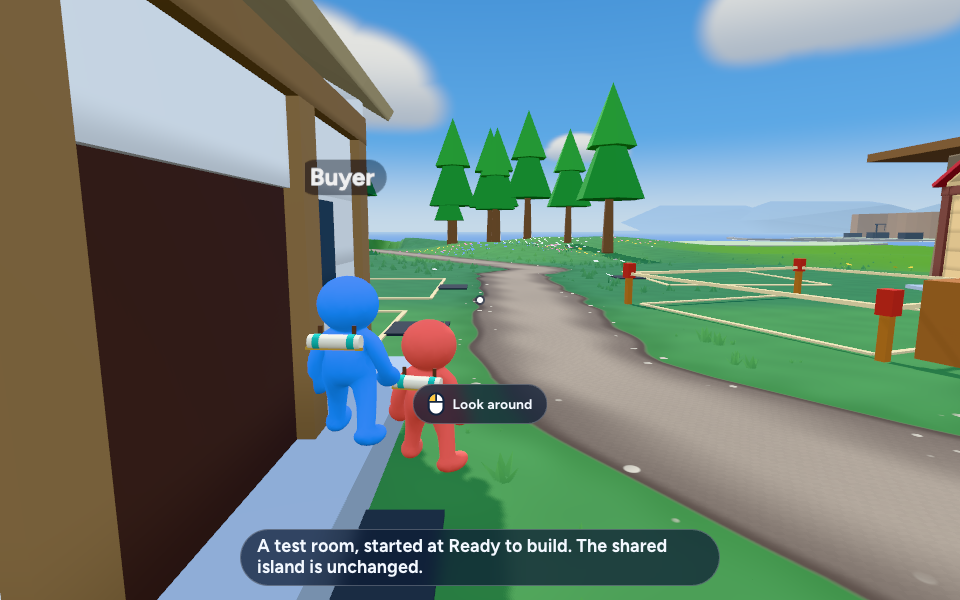 Buyer
Look around
A test room, started at Ready to build. The shared
island is unchanged.